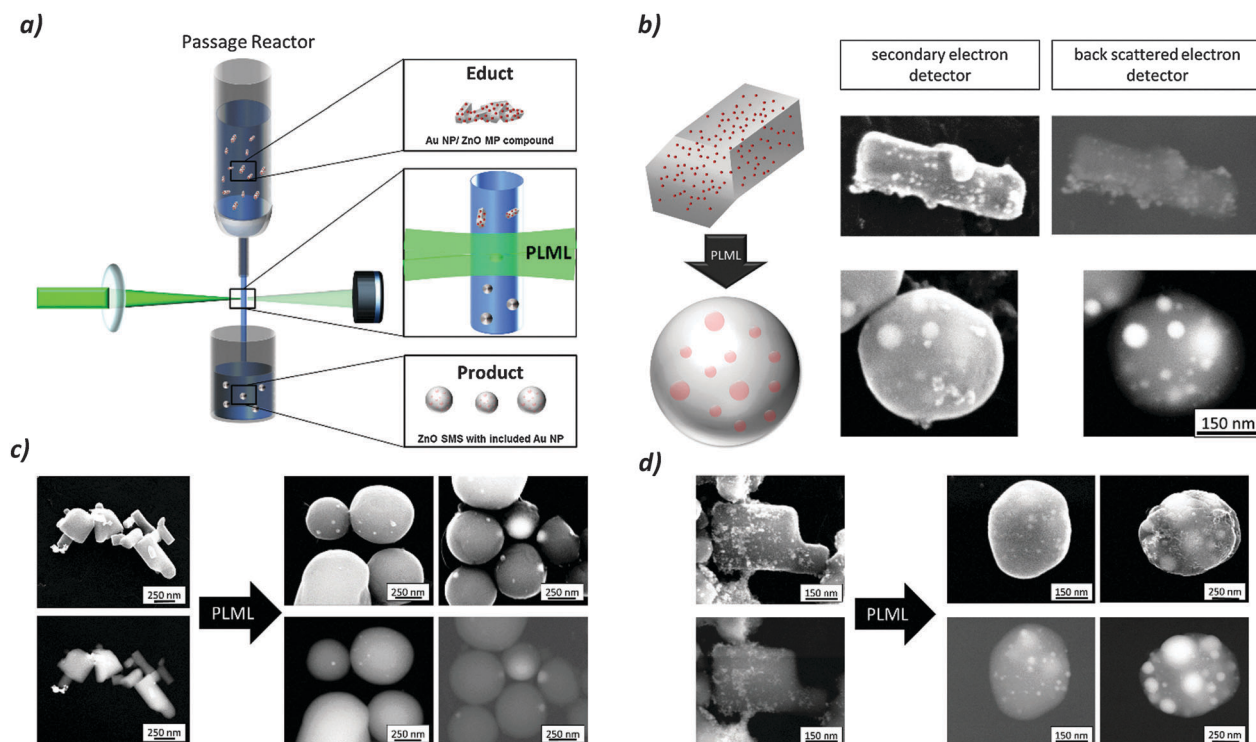 a)
Passage Reactor
Educt
Au NP/ ZnO MP compound
PLML
Product
ZnO SMS with included Au NP
b)
secondary electron
detector
back scattered electron
detector
PLML
150 nm
c)
250 nm
250 nm
250 nm
PLML
250 nm
250 nm
250 nm
d)
150 nm
150 nm
250 nm
PLML
150 nm
150 nm
250 nm